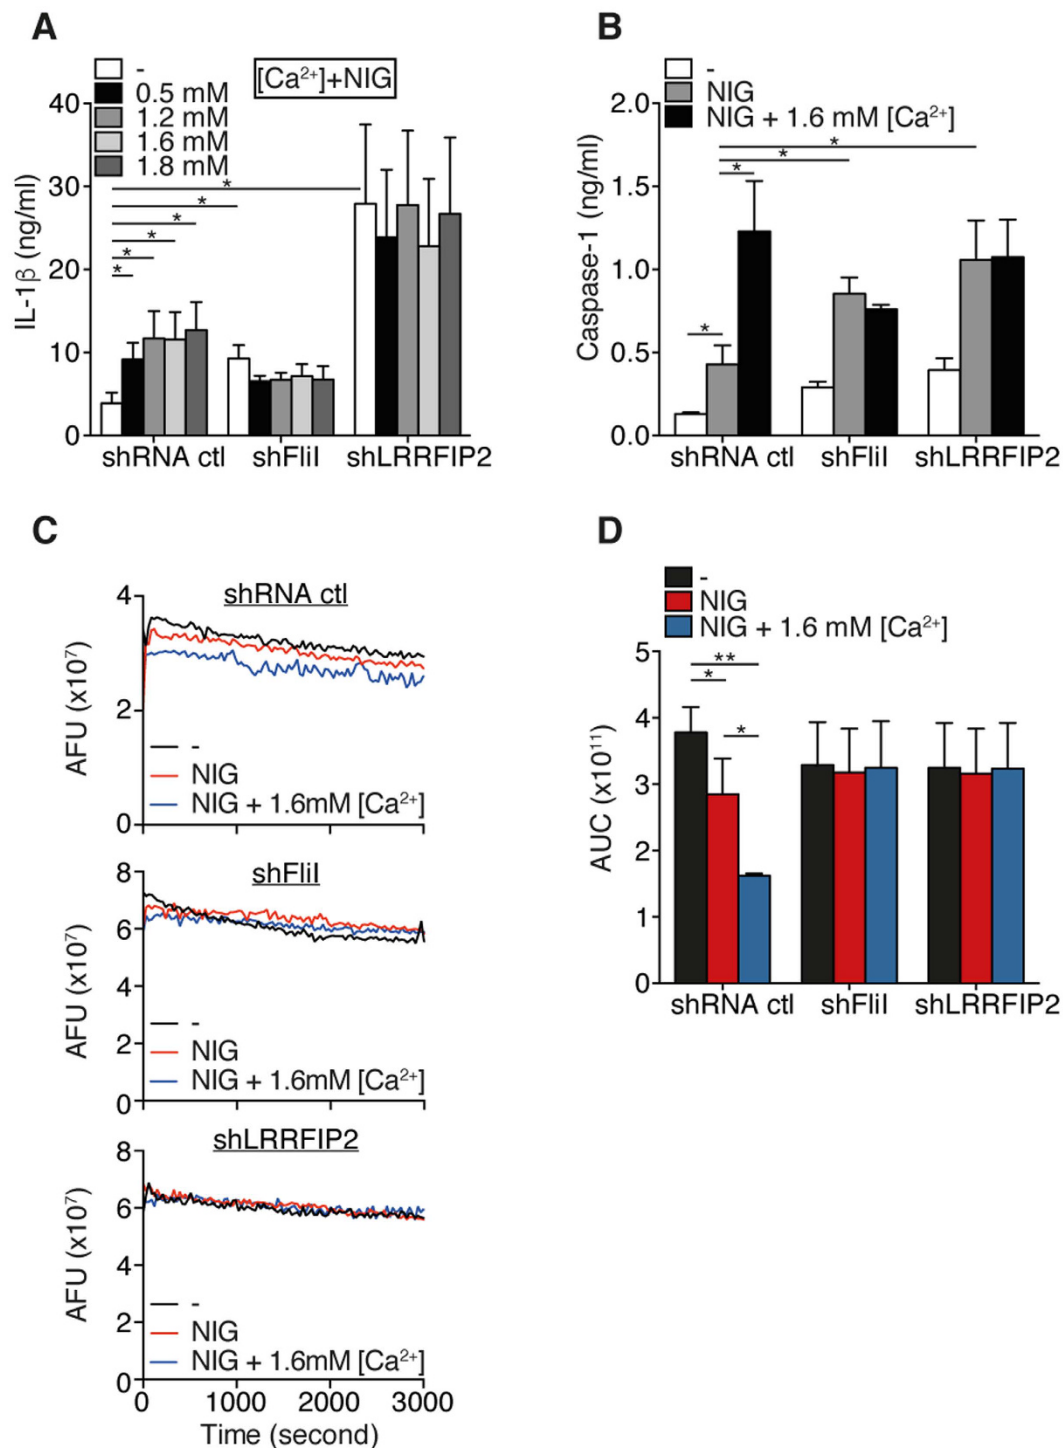 A
-
0.5 mM
1.2 mM
1.6 mM
1.8 mM
[Ca²⁺]+NIG
IL-1β (ng/ml)
40
30
20
10
0
*
*
*
*
*
*
shRNA ctl
shFliI
shLRRFIP2
B
-
NIG
NIG + 1.6 mM [Ca²⁺]
Caspase-1 (ng/ml)
2.0
1.5
1.0
0.5
0.0
*
*
*
*
shRNA ctl
shFliI
shLRRFIP2
C
shRNA ctl
AFU (x10⁷)
4
2
0
-
NIG
NIG + 1.6mM [Ca²⁺]
shFliI
AFU (x10⁷)
8
6
4
2
0
-
NIG
NIG + 1.6mM [Ca²⁺]
shLRRFIP2
AFU (x10⁷)
8
6
4
2
0
-
NIG
NIG + 1.6mM [Ca²⁺]
0 1000 2000 3000
Time (second)
D
-
NIG
NIG + 1.6 mM [Ca²⁺]
AUC (x10¹¹)
5
4
3
2
1
0
**
*
*
shRNA ctl
shFliI
shLRRFIP2